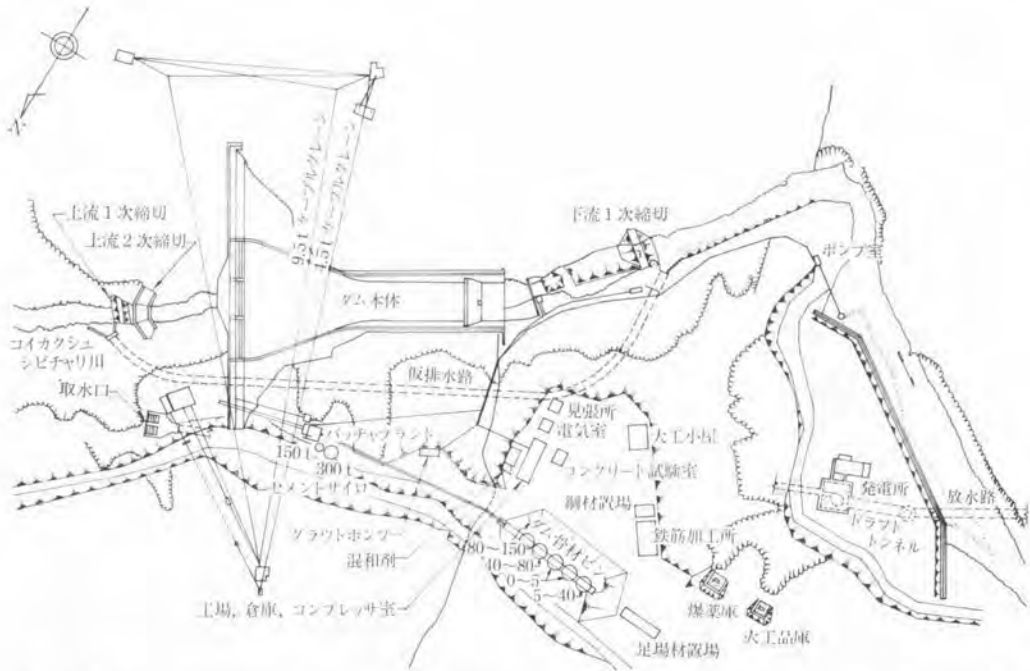 N
9.5tケーブルクレーン
4.5tケーブルクレーン
上流1次締切
上流2次締切
下流1次締切
ポンプ室
ダム本体
コイカクシュ
シビチャリ川
取水口
仮排水路
見張所
電気室
大工小屋
バッチャプラント
150t
300t
セメントサイロ
コンクリート試験室
鋼材置場
発電所
放水路
ドラフト
トンネル
グラウトポンプ
混和剤
ダム骨材ビン
80〜150
40〜80
0〜5
5〜40
鉄筋加工所
工場,倉庫,コンプレッサ室
爆薬庫
火工品庫
足場材置場